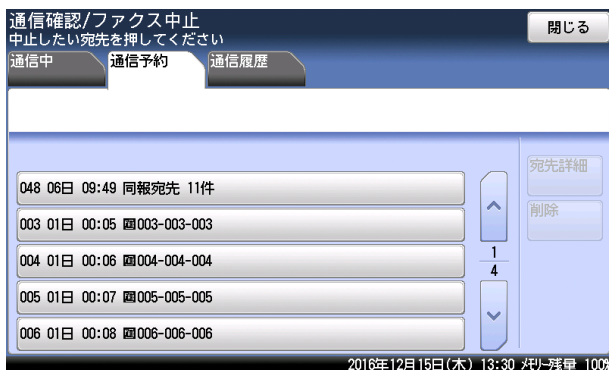 通信確認/ファクス中止
中止したい宛先を押してください
閉じる
通信中 通信予約 通信履歴
048 06日 09:49 同報宛先 11件
003 01日 00:05 003-003-003
004 01日 00:06 004-004-004
005 01日 00:07 005-005-005
006 01日 00:08 006-006-006
1
4
宛先詳細
削除
2016年12月15日(木) 13:30 メモリー残量 100%